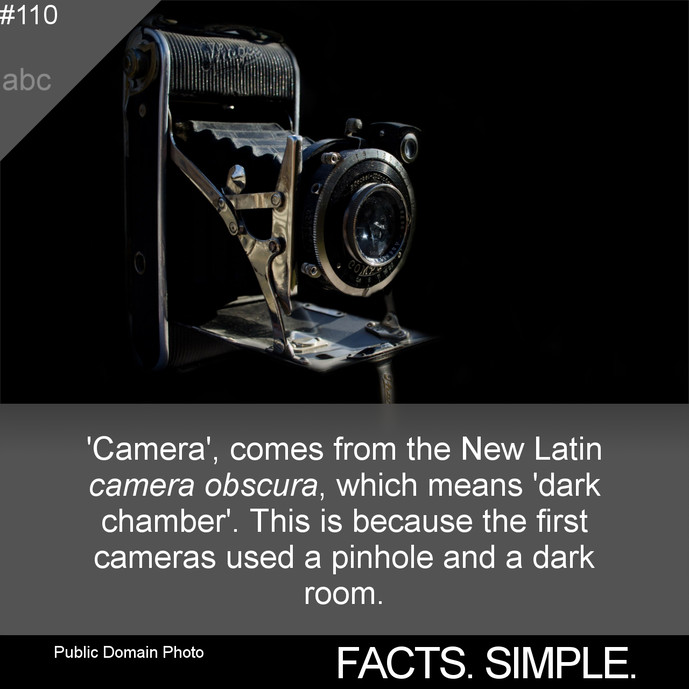 #110
abc
'Camera', comes from the New Latin
camera obscura, which means 'dark
chamber'. This is because the first
cameras used a pinhole and a dark
room.
Public Domain Photo
FACTS. SIMPLE.